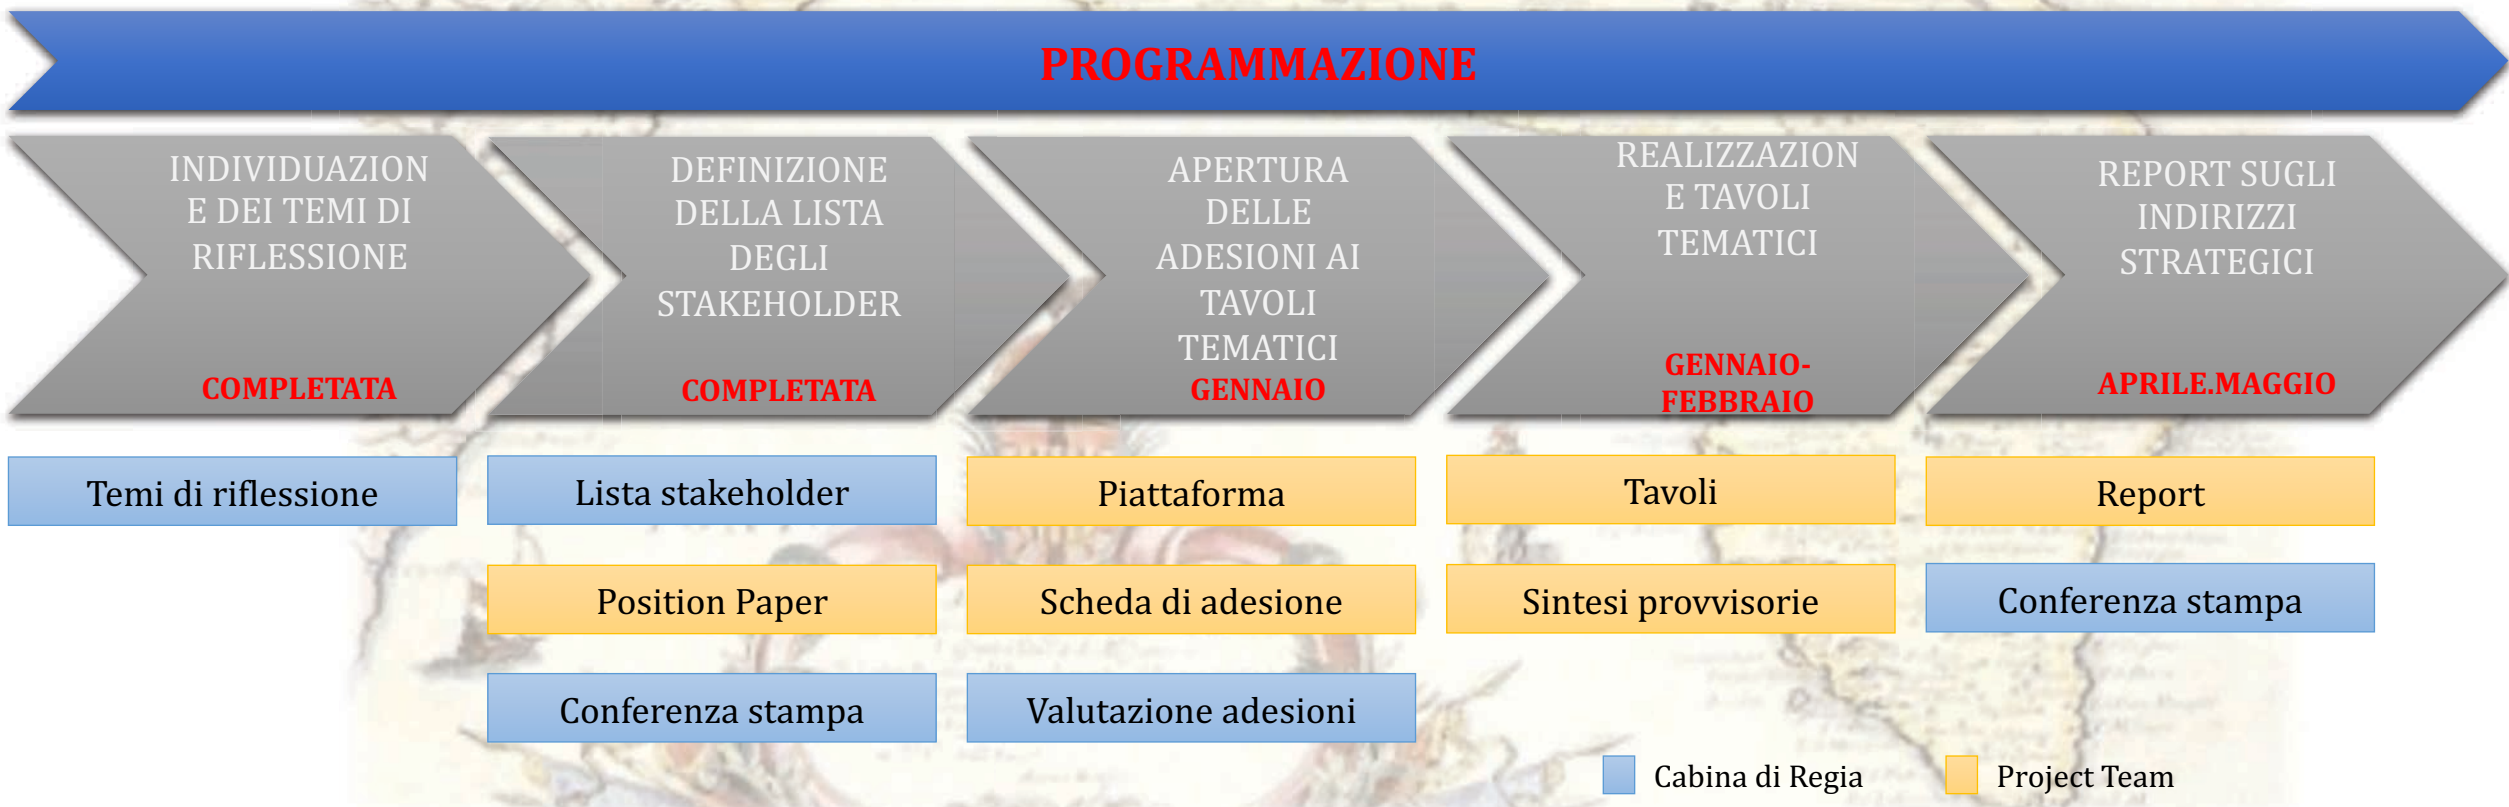 PROGRAMMAZIONE
INDIVIDUAZION
E DEI TEMI DI
RIFLESSIONE
COMPLETATA
DEFINIZIONE
DELLA LISTA
DEGLI
STAKEHOLDER
COMPLETATA
APERTURA
DELLE
ADESIONI AI
TAVOLI
TEMATICI
GENNAIO
REALIZZAZION
E TAVOLI
TEMATICI
GENNAIO-
FEBBRAIO
REPORT SUGLI
INDIRIZZI
STRATEGICI
APRILE.MAGGIO
Temi di riflessione
Lista stakeholder
Piattaforma
Tavoli
Report
Position Paper
Scheda di adesione
Sintesi provvisorie
Conferenza stampa
Conferenza stampa
Valutazione adesioni
Cabina di Regia
Project Team